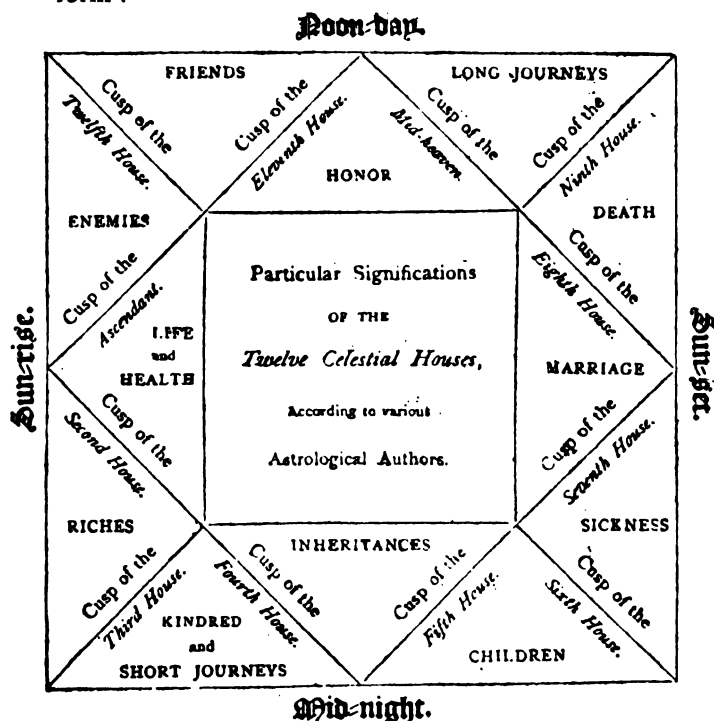 Noon-day.
FRIENDS
LONG JOURNEYS
Cusp of the
Twelfth House.
Cusp of the
Eleventh House.
Cusp of the
Mid-heaven.
Cusp of the
Ninth House.
HONOR
ENEMIES
DEATH
Cusp of the
Ascendant.
Cusp of the
Eighth House.
Particular Significations
OF THE
Twelve Celestial Houses,
According to various
Astrological Authors.
Sun-rise.
LIFE
and
HEALTH
MARRIAGE
Sun-set.
Cusp of the
Second House.
Cusp of the
Seventh House.
RICHES
SICKNESS
INHERITANCES
Cusp of the
Third House.
Cusp of the
Fourth House.
Cusp of the
Fifth House.
Cusp of the
Sixth House.
KINDRED
and
SHORT JOURNEYS
CHILDREN
Mid-night.